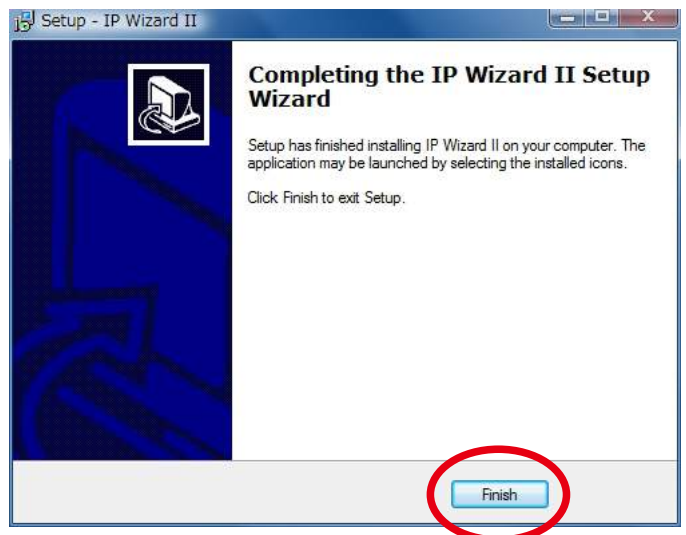 Setup - IP Wizard II
Completing the IP Wizard II Setup
Wizard
Setup has finished installing IP Wizard II on your computer. The
application may be launched by selecting the installed icons.
Click Finish to exit Setup.
Finish